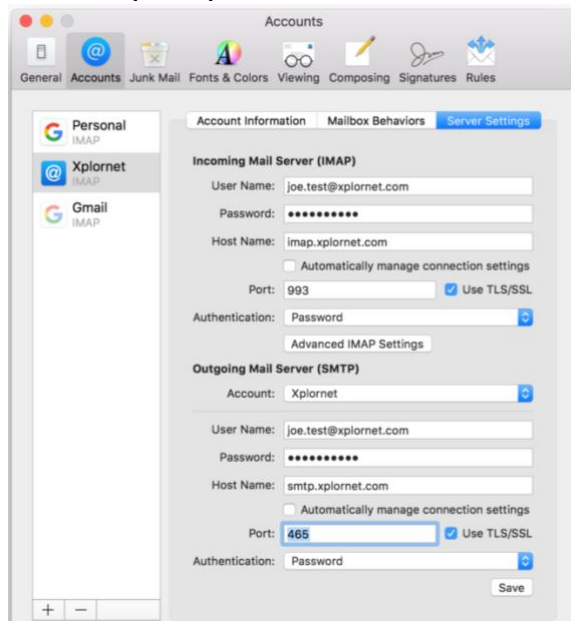 Accounts
General Accounts Junk Mail Fonts & Colors Viewing Composing Signatures Rules
Personal
IMAP
Xplornet
IMAP
Gmail
IMAP
Account Information Mailbox Behaviors Server Settings
Incoming Mail Server (IMAP)
User Name: joe.test@xplornet.com
Password: ••••••••••
Host Name: imap.xplornet.com
Automatically manage connection settings
Port: 993 Use TLS/SSL
Authentication: Password
Advanced IMAP Settings
Outgoing Mail Server (SMTP)
Account: Xplornet
User Name: joe.test@xplornet.com
Password: ••••••••••
Host Name: smtp.xplornet.com
Automatically manage connection settings
Port: 465 Use TLS/SSL
Authentication: Password
Save